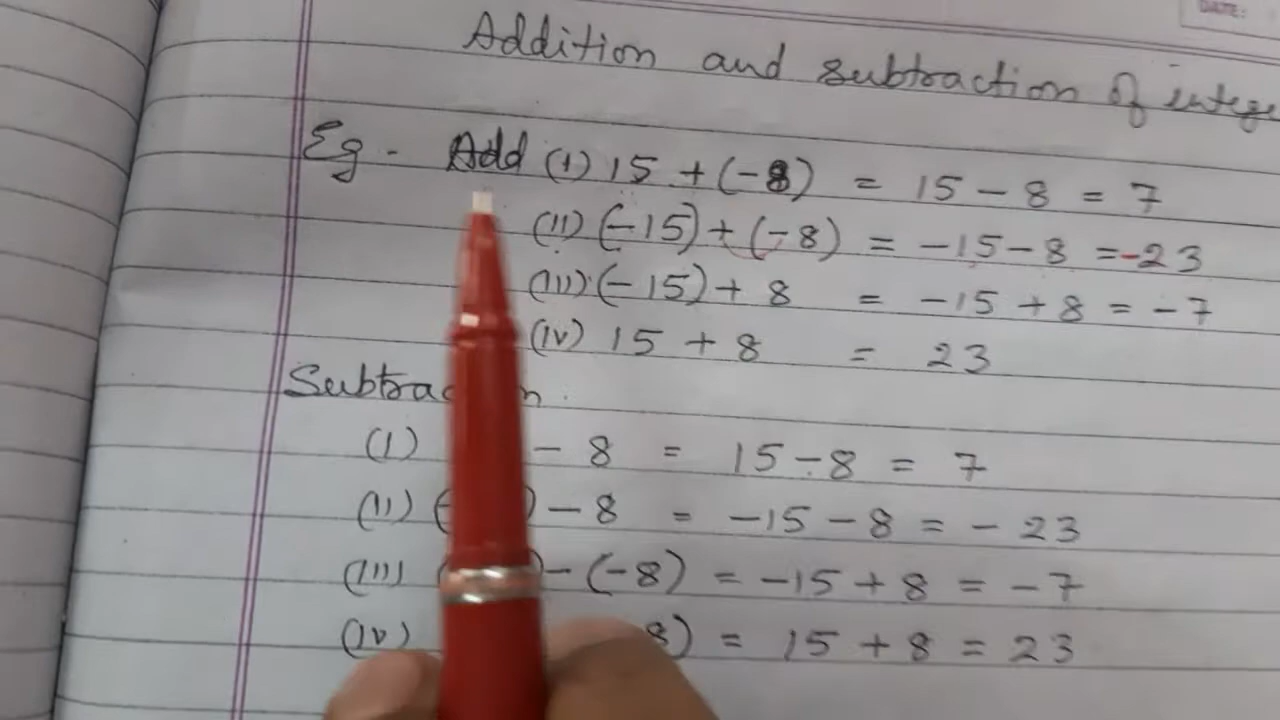 DATE:
Addition and subtraction of intege
Eg - Add (i) 15 + (-8) = 15 - 8 = 7
(ii) (-15) + (-8) = -15 - 8 = -23
(iii) (-15) + 8 = -15 + 8 = -7
(iv) 15 + 8 = 23
Subtra n.
(i) - 8 = 15 - 8 = 7
(ii) ( ) - 8 = -15 - 8 = - 23
(iii) ( ) - (-8) = -15 + 8 = - 7
(iv) 8) = 15 + 8 = 23